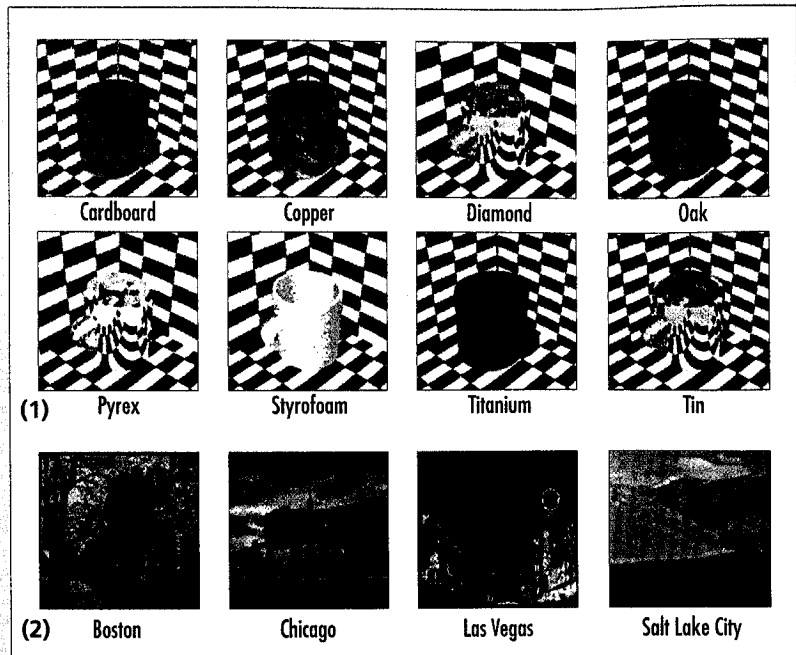 Cardboard Copper Diamond Oak
(1) Pyrex Styrofoam Titanium Tin
(2) Boston Chicago Las Vegas Salt Lake City